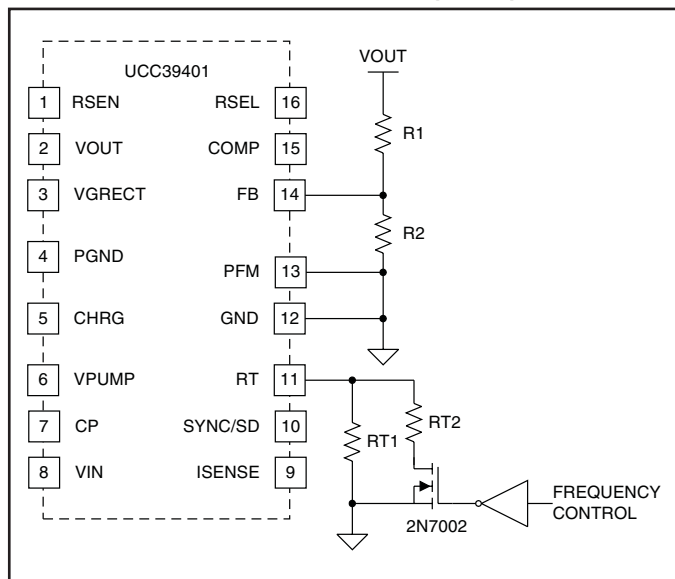 VOUT
UCC39401
1 RSEN RSEL 16
R1
2 VOUT COMP 15
3 VGRECT FB 14
R2
4 PGND
PFM 13
5 CHRG GND 12
6 VPUMP RT 11
RT2
7 CP SYNC/SD 10
RT1
8 VIN ISENSE 9
FREQUENCY
CONTROL
2N7002